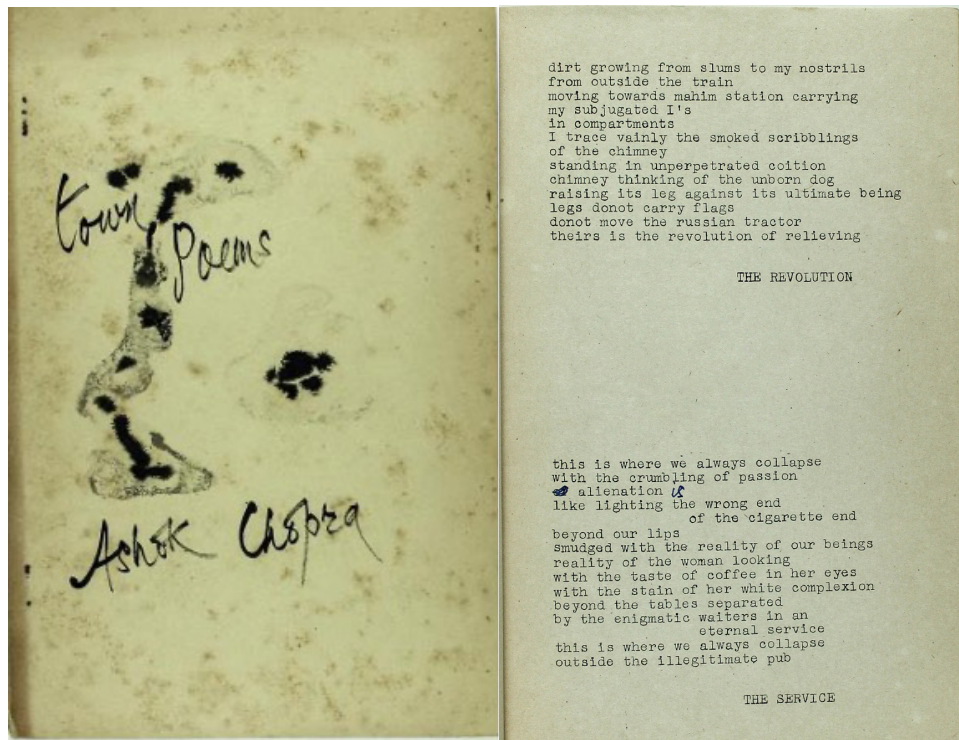 town
Poems
Ashok Chopra
dirt growing from slums to my nostrils
from outside the train
moving towards mahim station carrying
my subjugated I's
in compartments
I trace vainly the smoked scribblings
of the chimney
standing in unperpetrated coition
chimney thinking of the unborn dog
raising its leg against its ultimate being
legs donot carry flags
donot move the russian tractor
theirs is the revolution of relieving
THE REVOLUTION
this is where we always collapse
with the crumbling of passion
alienation is
like lighting the wrong end
of the cigarette end
beyond our lips
smudged with the reality of our beings
reality of the woman looking
with the taste of coffee in her eyes
with the stain of her white complexion
beyond the tables separated
by the enigmatic waiters in an
eternal service
this is where we always collapse
outside the illegitimate pub
THE SERVICE